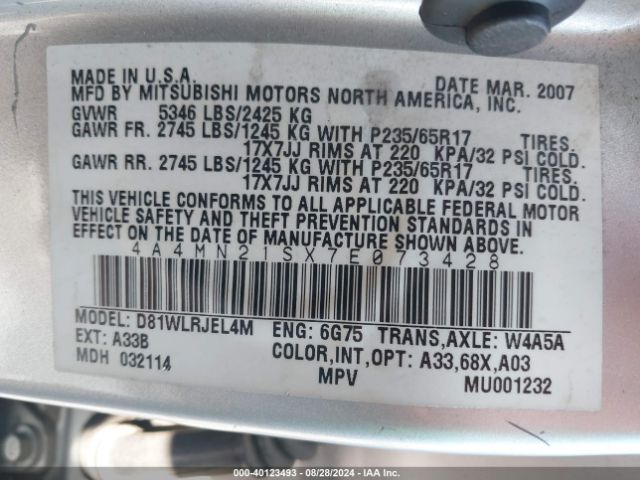 MADE IN U.S.A. DATE MAR. 2007
MFD BY MITSUBISHI MOTORS NORTH AMERICA, INC.
GVWR 5346 LBS/2425 KG
GAWR FR. 2745 LBS/1245 KG WITH P235/65R17 TIRES.
17X7JJ RIMS AT 220 KPA/32 PSI COLD.
GAWR RR. 2745 LBS/1245 KG WITH P235/65R17 TIRES.
17X7JJ RIMS AT 220 KPA/32 PSI COLD.
THIS VEHICLE CONFORMS TO ALL APPLICABLE FEDERAL MOTOR
VEHICLE SAFETY AND THEFT PREVENTION STANDARDS IN
EFFECT ON THE DATE OF MANUFACTURE SHOWN ABOVE.
4A4MN21SX7E073428
MODEL: D81WLRJEL4M ENG: 6G75 TRANS,AXLE: W4A5A
EXT: A33B COLOR,INT,OPT: A33,68X,A03
MDH 032114 MPV MU001232
000-40123493 - 08/28/2024 - IAA Inc.